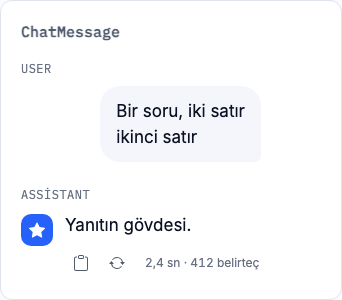 ChatMessage
USER
Bir soru, iki satır
ikinci satır
ASSİSTANT
Yanıtın gövdesi.
2,4 sn · 412 belirteç